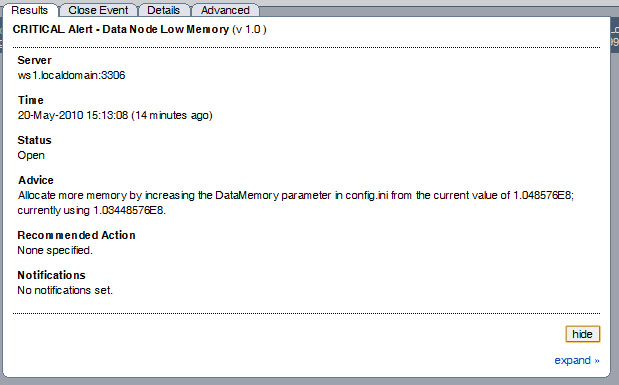 Results Close Event Details Advanced
CRITICAL Alert - Data Node Low Memory (v 1.0 )
Server
ws1.localdomain:3306
Time
20-May-2010 15:13:08 (14 minutes ago)
Status
Open
Advice
Allocate more memory by increasing the DataMemory parameter in config.ini from the current value of 1.048576E8;
currently using 1.03448576E8.
Recommended Action
None specified.
Notifications
No notifications set.
hide
expand »